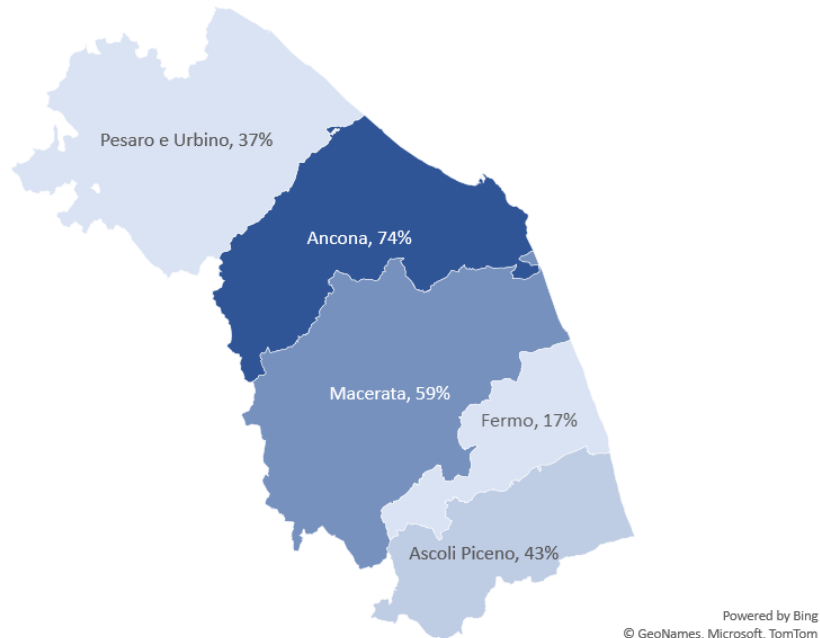 Pesaro e Urbino, 37%
Ancona, 74%
Macerata, 59%
Fermo, 17%
Ascoli Piceno, 43%
Powered by Bing
© GeoNames, Microsoft, TomTom